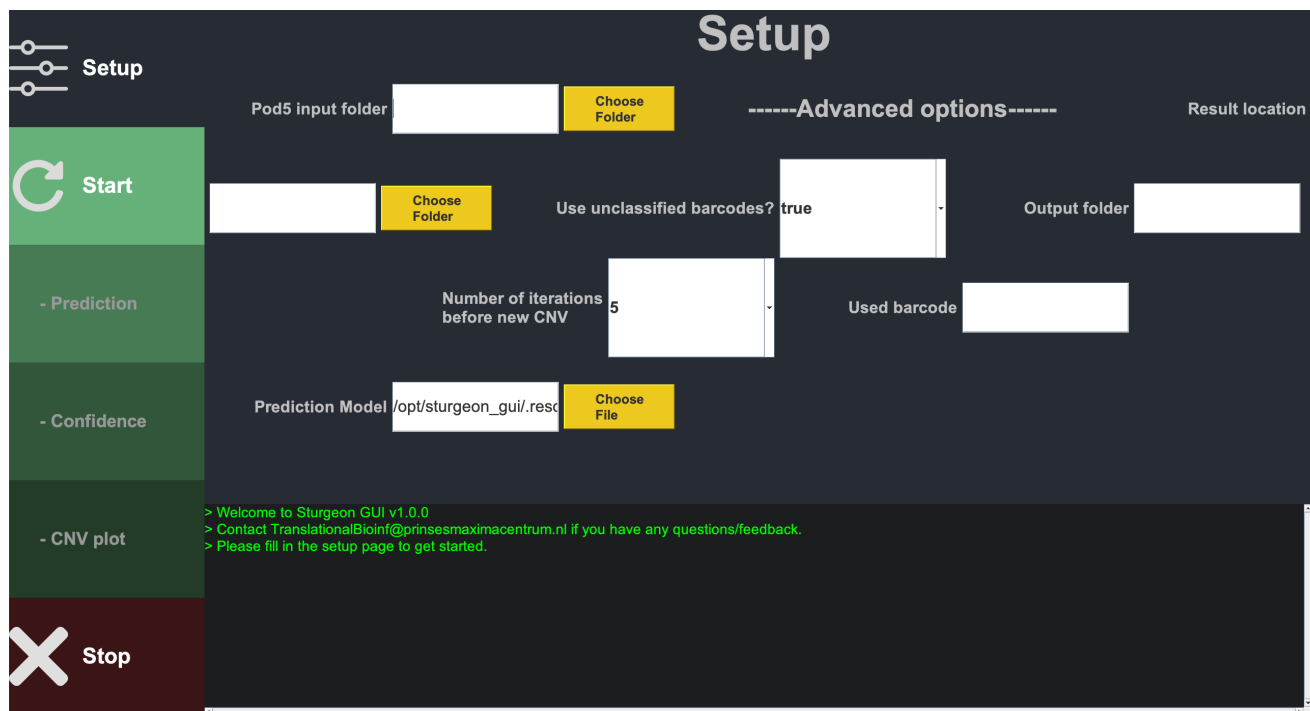 Setup
Setup
Pod5 input folder
Choose
Folder
------Advanced options------
Result location
Start
Choose
Folder
Use unclassified barcodes?
true
Output folder
- Prediction
Number of iterations
before new CNV
5
Used barcode
Prediction Model
/opt/sturgeon_gui/.resc
Choose
File
- Confidence
- CNV plot
> Welcome to Sturgeon GUI v1.0.0
> Contact TranslationalBioinf@prinsesmaximacentrum.nl if you have any questions/feedback.
> Please fill in the setup page to get started.
Stop